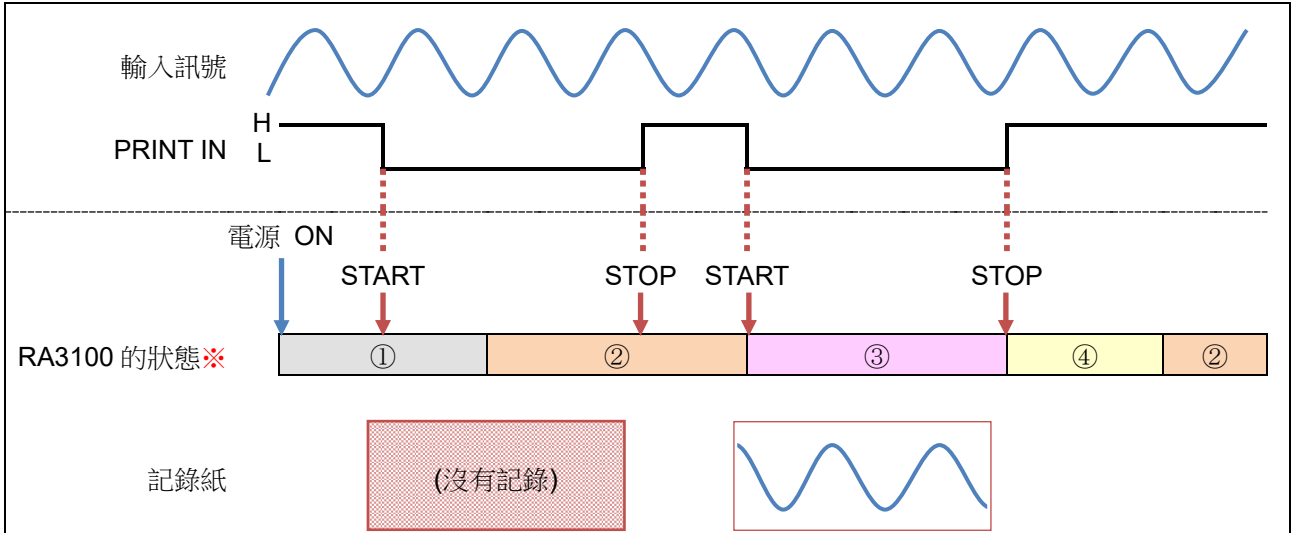 輸入訊號
H
PRINT IN L
電源 ON
START STOP START STOP
RA3100 的狀態※ ① ② ③ ④ ②
記錄紙 (沒有記錄)